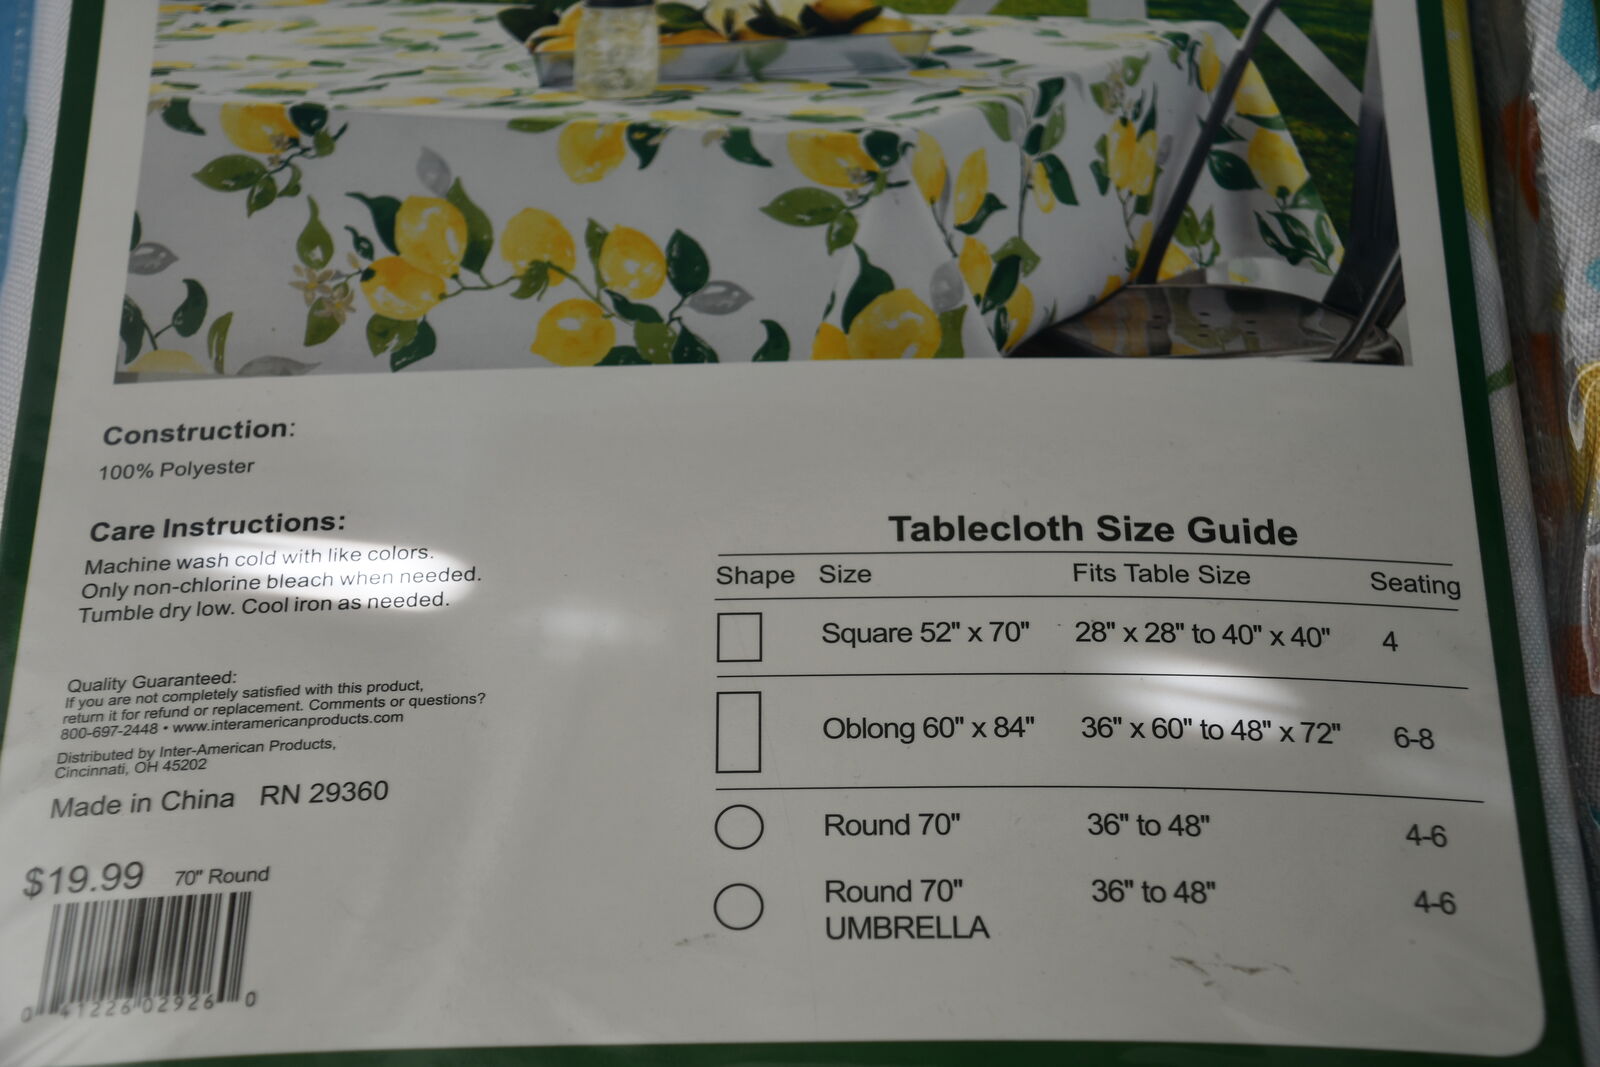 Construction:
100% Polyester
Care Instructions:
Machine wash cold with like colors.
Only non-chlorine bleach when needed.
Tumble dry low. Cool iron as needed.
Quality Guaranteed:
If you are not completely satisfied with this product,
return it for refund or replacement. Comments or questions?
800-697-2448 • www.interamericanproducts.com
Distributed by Inter-American Products,
Cincinnati, OH 45202
Made in China RN 29360
$19.99 70" Round
0 41226 02926 0
Tablecloth Size Guide
Shape Size Fits Table Size Seating
Square 52" x 70" 28" x 28" to 40" x 40" 4
Oblong 60" x 84" 36" x 60" to 48" x 72" 6-8
Round 70" 36" to 48" 4-6
Round 70" 36" to 48" 4-6
UMBRELLA